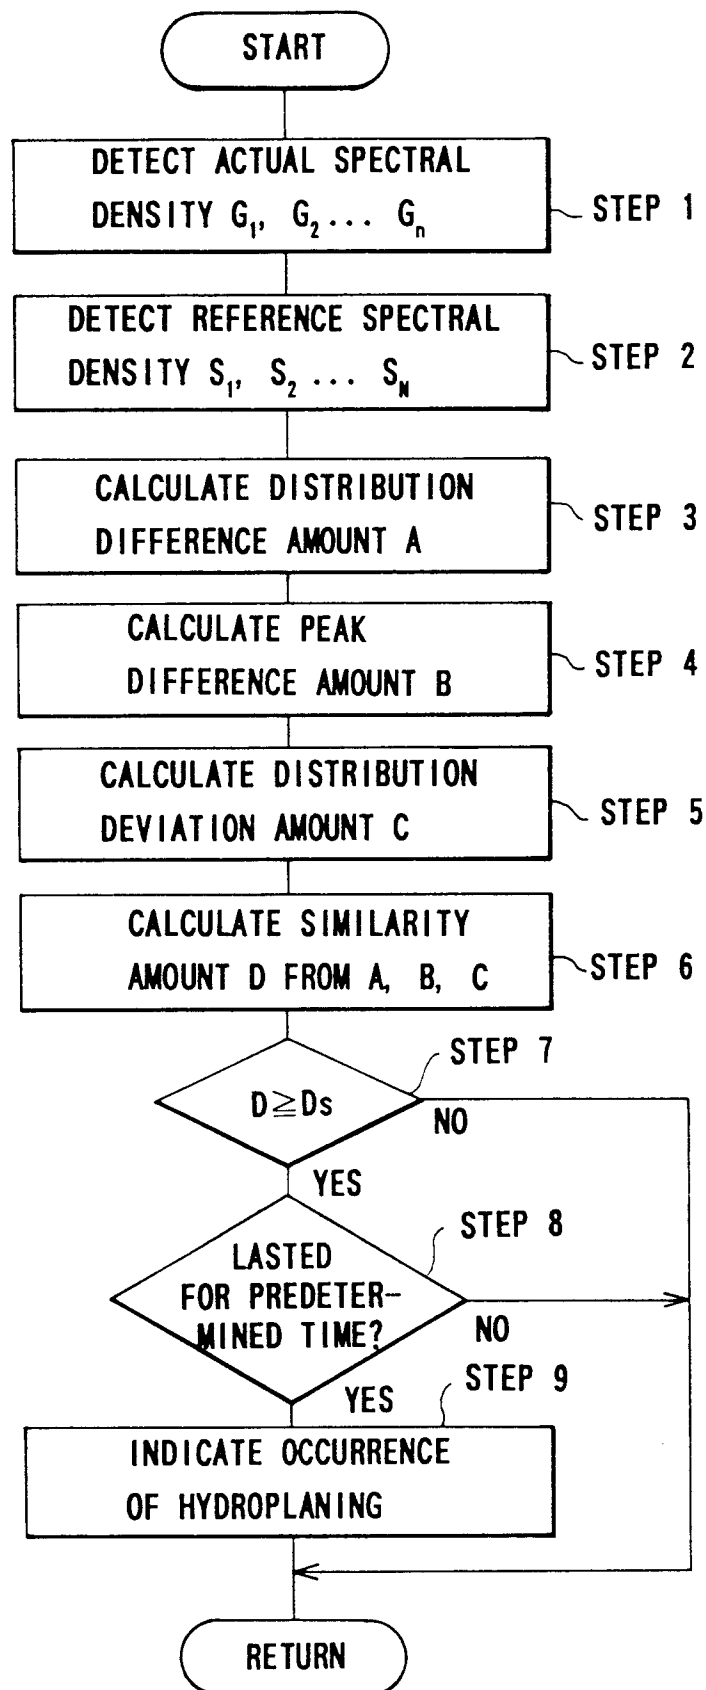 START
DETECT ACTUAL SPECTRAL
DENSITY G₁, G₂ ... Gₙ
STEP 1
DETECT REFERENCE SPECTRAL
DENSITY S₁, S₂ ... S_N
STEP 2
CALCULATE DISTRIBUTION
DIFFERENCE AMOUNT A
STEP 3
CALCULATE PEAK
DIFFERENCE AMOUNT B
STEP 4
CALCULATE DISTRIBUTION
DEVIATION AMOUNT C
STEP 5
CALCULATE SIMILARITY
AMOUNT D FROM A, B, C
STEP 6
STEP 7
D≧Ds
NO
YES
STEP 8
LASTED
FOR PREDETER-
MINED TIME?
NO
YES
STEP 9
INDICATE OCCURRENCE
OF HYDROPLANING
RETURN